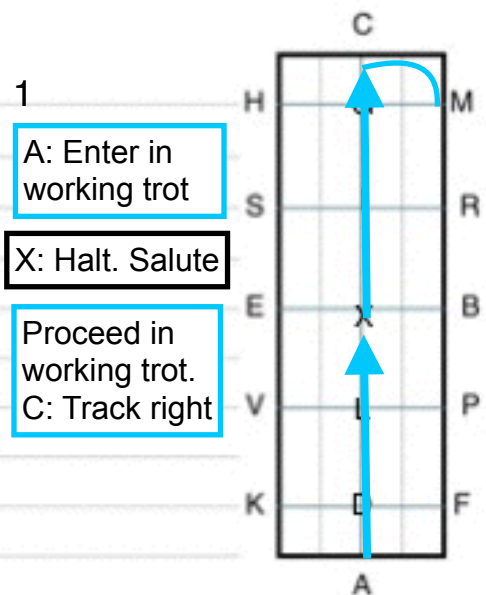 C
1
H
G
M
A: Enter in
working trot
S
R
X: Halt. Salute
E
X
B
Proceed in
working trot.
C: Track right
V
L
P
K
D
F
A